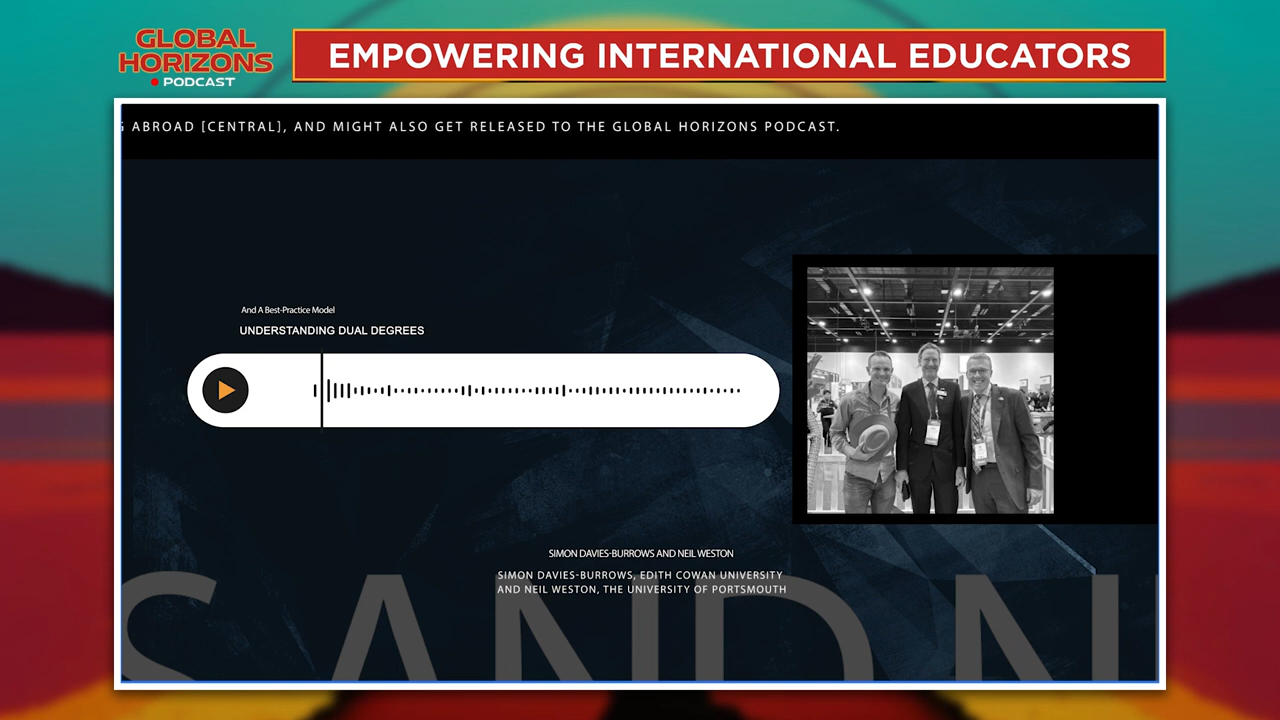 GLOBAL
HORIZONS
PODCAST
EMPOWERING INTERNATIONAL EDUCATORS
ABROAD [CENTRAL], AND MIGHT ALSO GET RELEASED TO THE GLOBAL HORIZONS PODCAST.
And A Best-Practice Model
UNDERSTANDING DUAL DEGREES
SIMON DAVIES-BURROWS AND NEIL WESTON
SIMON DAVIES-BURROWS, EDITH COWAN UNIVERSITY
AND NEIL WESTON, THE UNIVERSITY OF PORTSMOUTH
S AND N